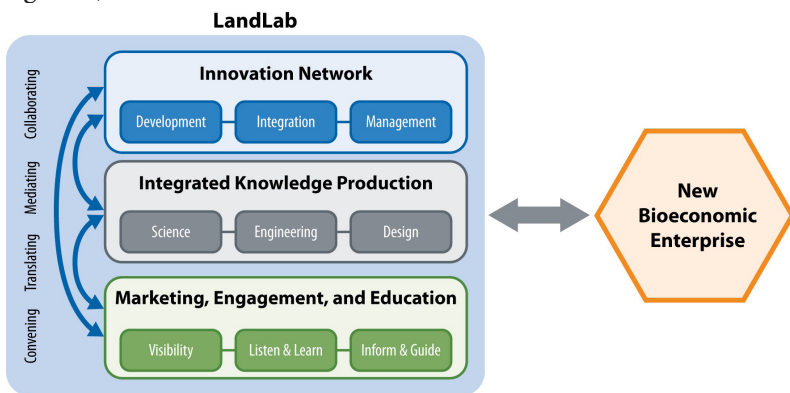 LandLab
Collaborating
Mediating
Translating
Convening
Innovation Network
Development
Integration
Management
Integrated Knowledge Production
Science
Engineering
Design
Marketing, Engagement, and Education
Visibility
Listen & Learn
Inform & Guide
New
Bioeconomic
Enterprise